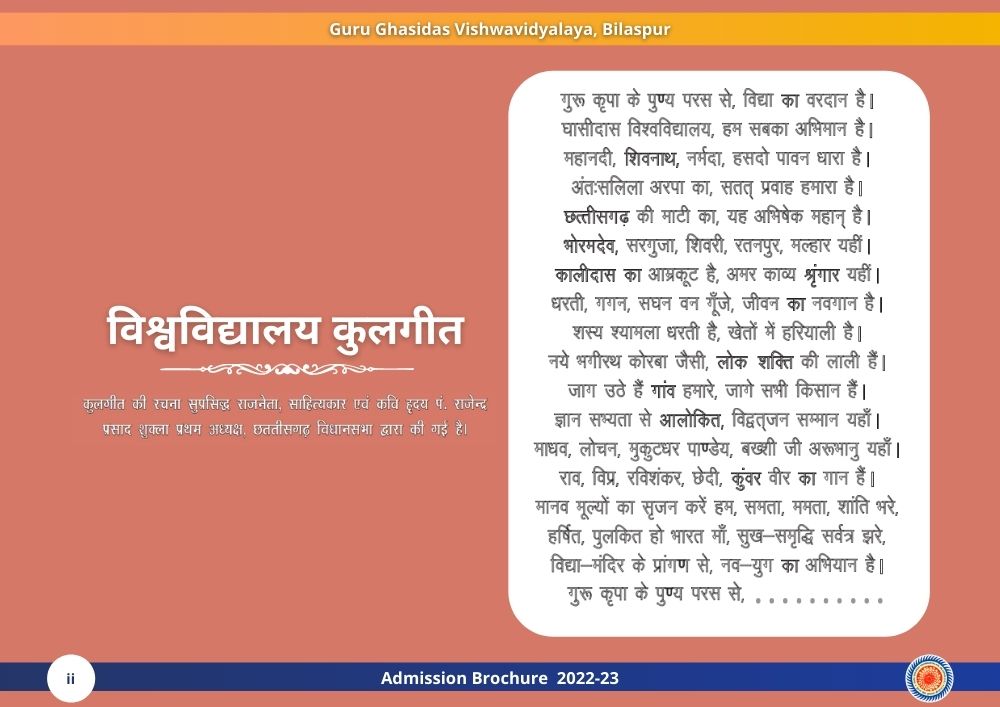 Guru Ghasidas Vishwavidyalaya, Bilaspur
विश्वविद्यालय कुलगीत
कुलगीत की रचना सुप्रसिद्ध राजनेता, साहित्यकार एवं कवि हृदय पं. राजेन्द्र
प्रसाद शुक्ला प्रथम अध्यक्ष, छत्तीसगढ़ विधानसभा द्वारा की गई है।
गुरू कृपा के पुण्य परस से, विद्या का वरदान है।
घासीदास विश्वविद्यालय, हम सबका अभिमान है।
महानदी, शिवनाथ, नर्मदा, हसदो पावन धारा है।
अंतःसलिला अरपा का, सतत् प्रवाह हमारा है।
छत्तीसगढ़ की माटी का, यह अभिषेक महान् है।
भोरमदेव, सरगुजा, शिवरी, रतनपुर, मल्हार यहीं।
कालीदास का आम्रकूट है, अमर काव्य श्रृंगार यहीं।
धरती, गगन, सघन वन गूँजे, जीवन का नवगान है।
शस्य श्यामला धरती है, खेतों में हरियाली है।
नये भगीरथ कोरबा जैसी, लोक शक्ति की लाली हैं।
जाग उठे हैं गांव हमारे, जागे सभी किसान हैं।
ज्ञान सभ्यता से आलोकित, विद्वत्जन सम्मान यहाँ।
माधव, लोचन, मुकुटधर पाण्डेय, बख्शी जी अरूभानु यहाँ।
राव, विप्र, रविशंकर, छेदी, कुंवर वीर का गान हैं।
मानव मूल्यों का सृजन करें हम, समता, ममता, शांति भरे,
हर्षित, पुलकित हो भारत माँ, सुख–समृद्धि सर्वत्र झरे,
विद्या–मंदिर के प्रांगण से, नव–युग का अभियान है।
गुरू कृपा के पुण्य परस से, . . . . . . . . . .
ii
Admission Brochure 2022-23